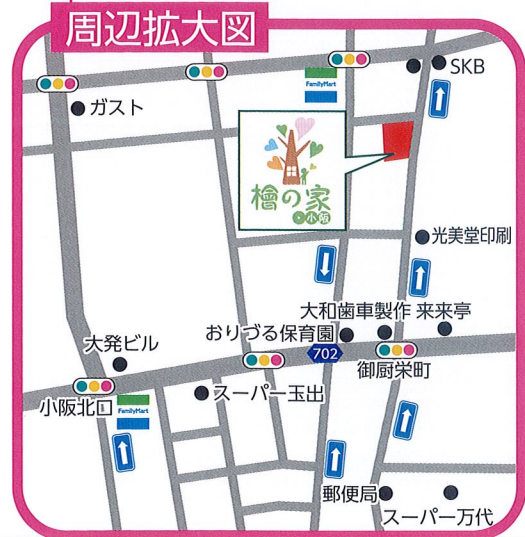 周辺拡大図
SKB
FamilyMart
ガスト
檜の家
小阪
光美堂印刷
大和歯車製作 来来亭
おりづる保育園
大発ビル
702
御厨栄町
小阪北口
FamilyMart
スーパー玉出
郵便局
スーパー万代